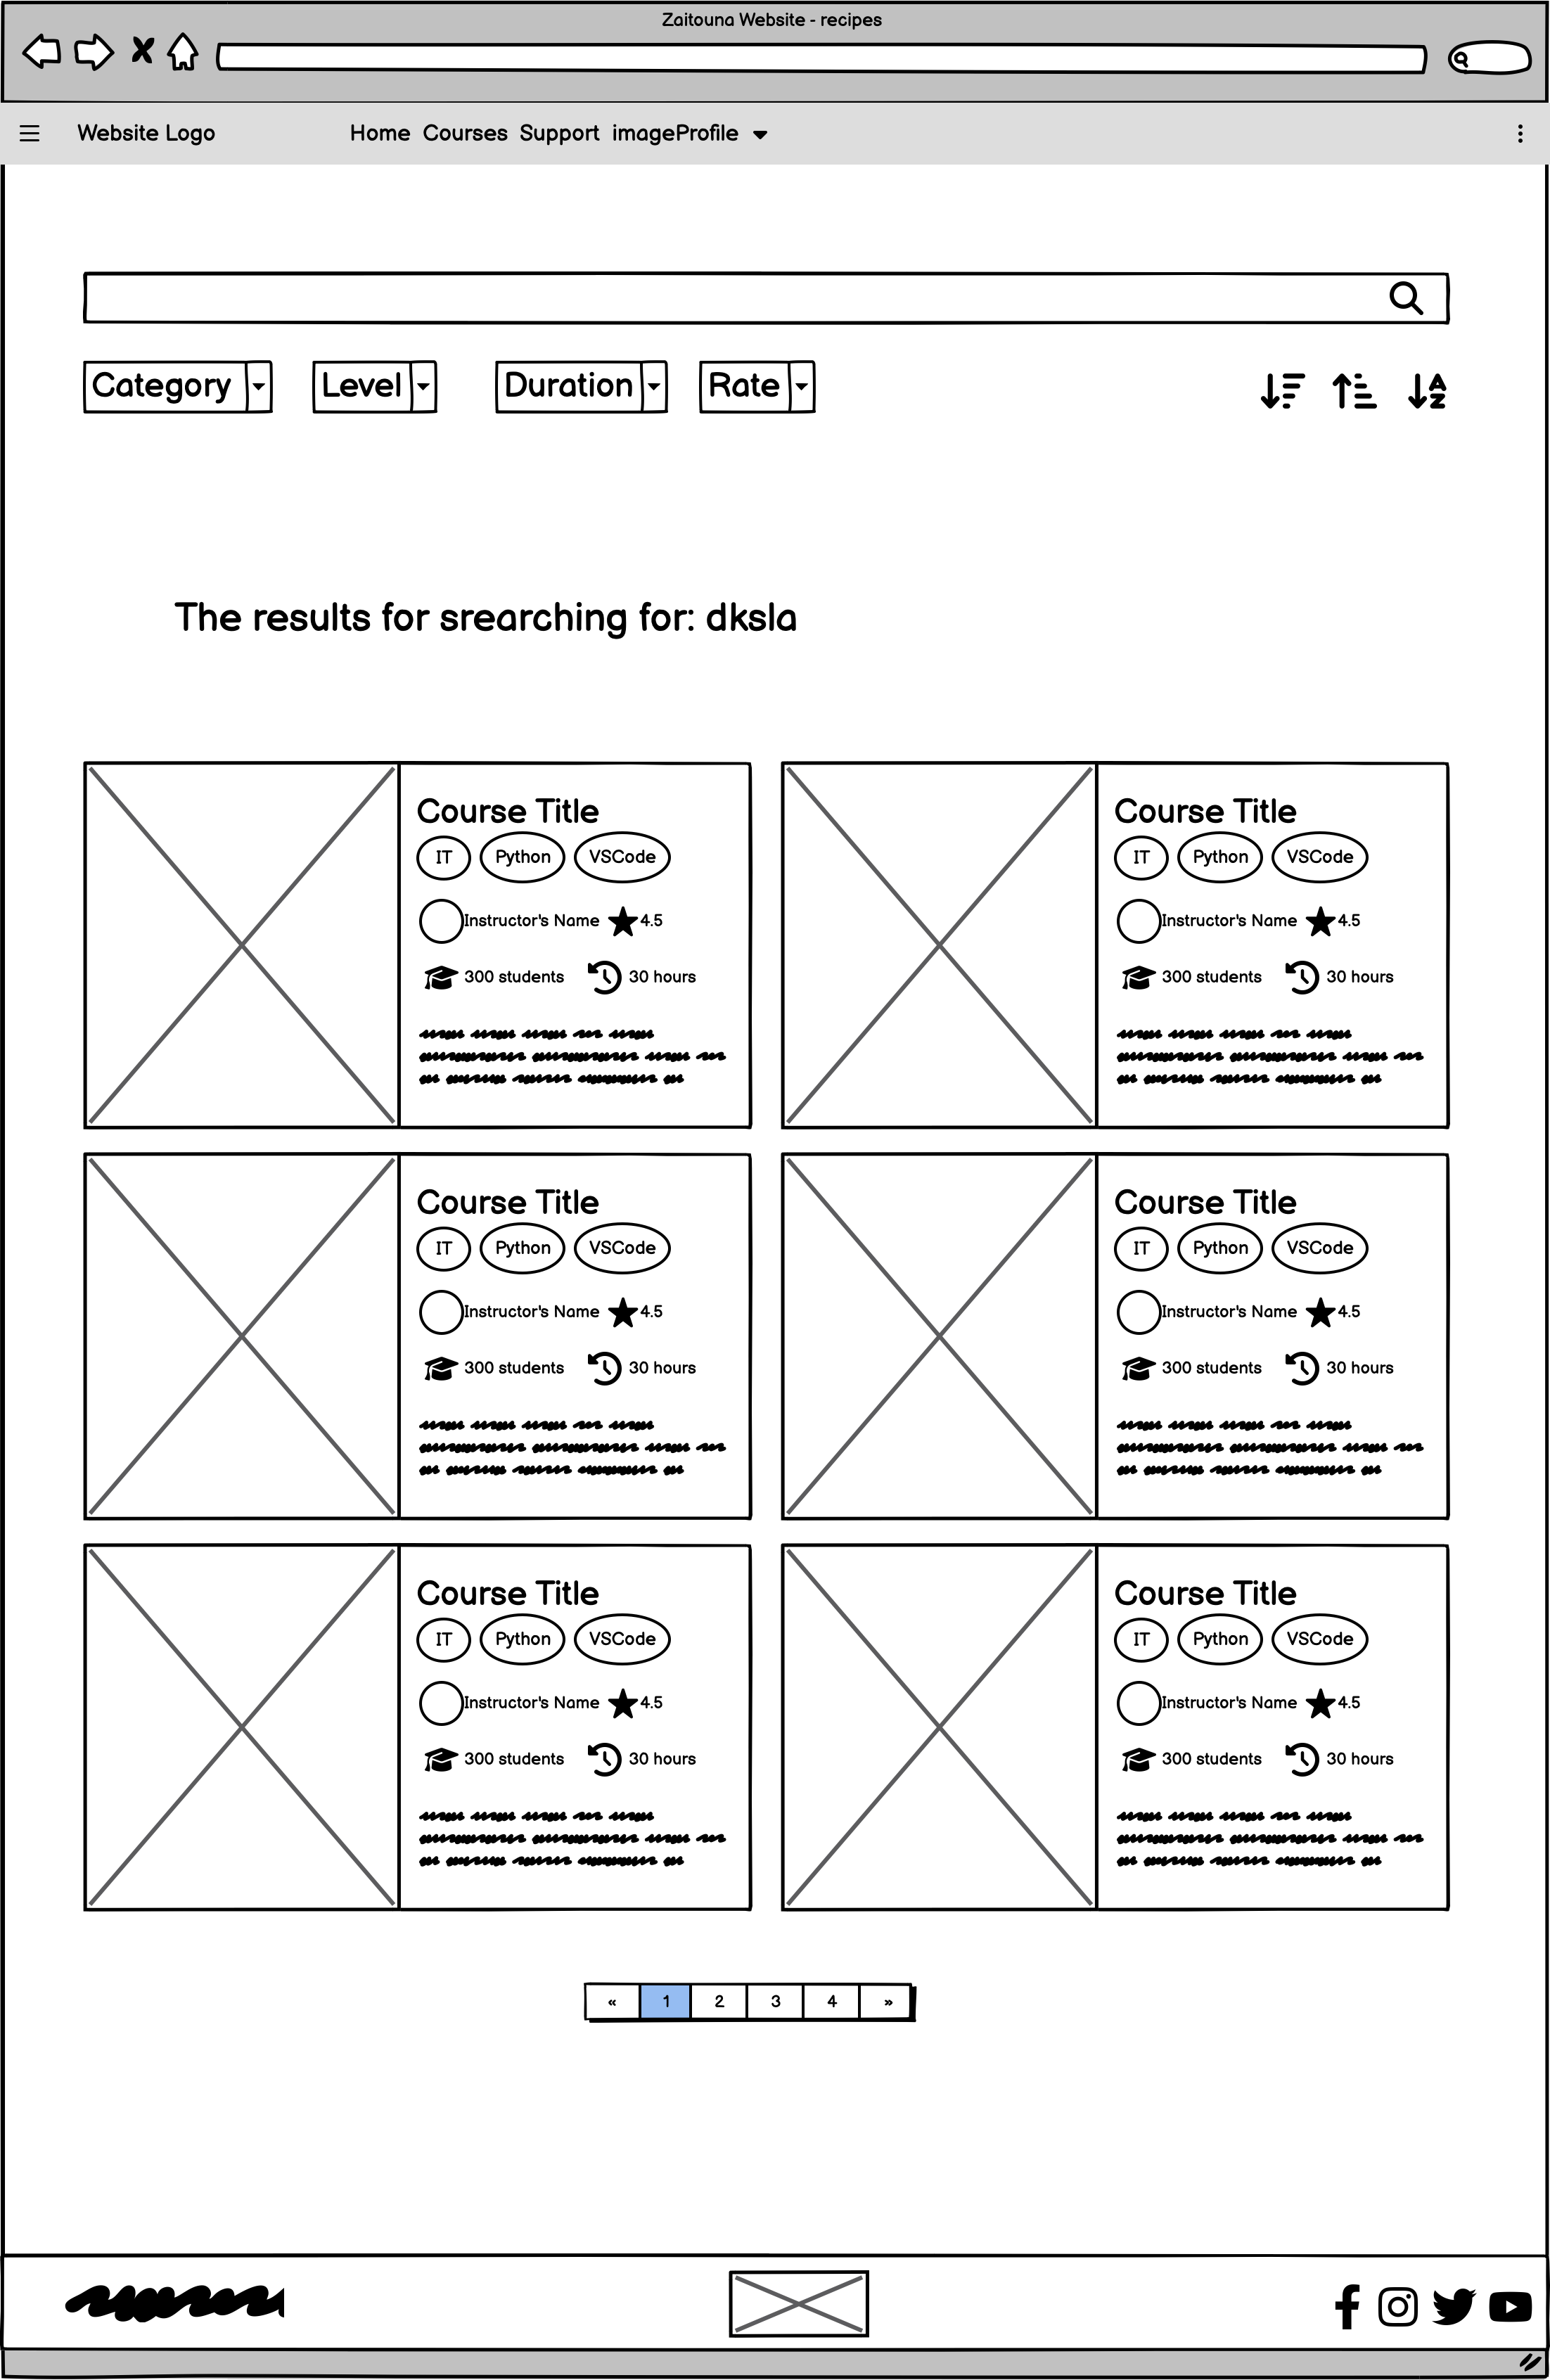 Zaitouna Website - recipes
Website Logo Home Courses Support imageProfile
Category Level Duration Rate
The results for srearching for: dksla
Course Title
IT Python VSCode
Instructor's Name 4.5
300 students 30 hours
Course Title
IT Python VSCode
Instructor's Name 4.5
300 students 30 hours
Course Title
IT Python VSCode
Instructor's Name 4.5
300 students 30 hours
Course Title
IT Python VSCode
Instructor's Name 4.5
300 students 30 hours
Course Title
IT Python VSCode
Instructor's Name 4.5
300 students 30 hours
Course Title
IT Python VSCode
Instructor's Name 4.5
300 students 30 hours
« 1 2 3 4 »